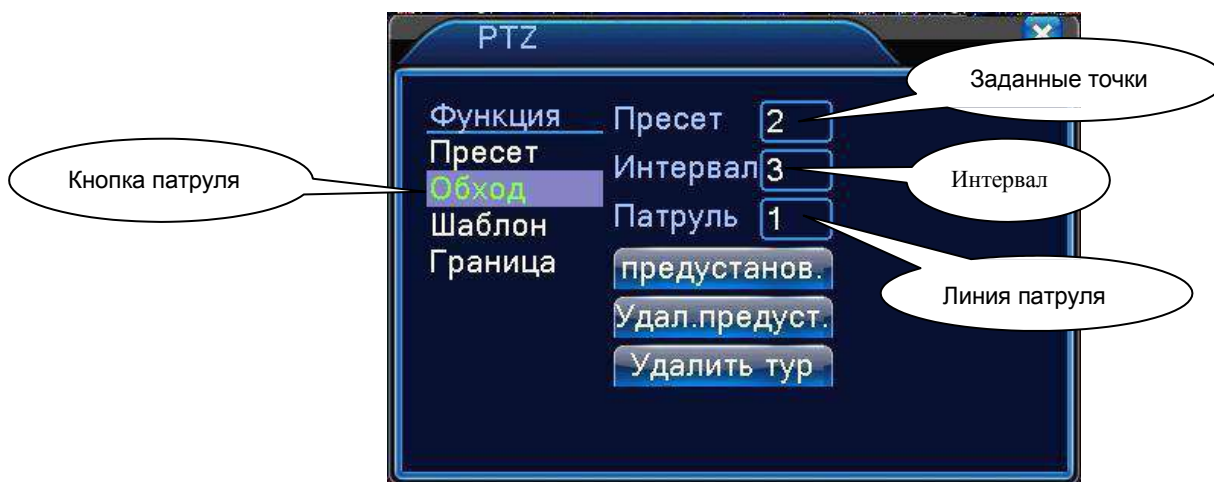 PTZ
Заданные точки
Функция
Пресет 2
Пресет
Интервал 3
Интервал
Кнопка патруля
Обход
Шаблон
Патруль 1
Граница
предустанов.
Линия патруля
Удал.предуст.
Удалить тур